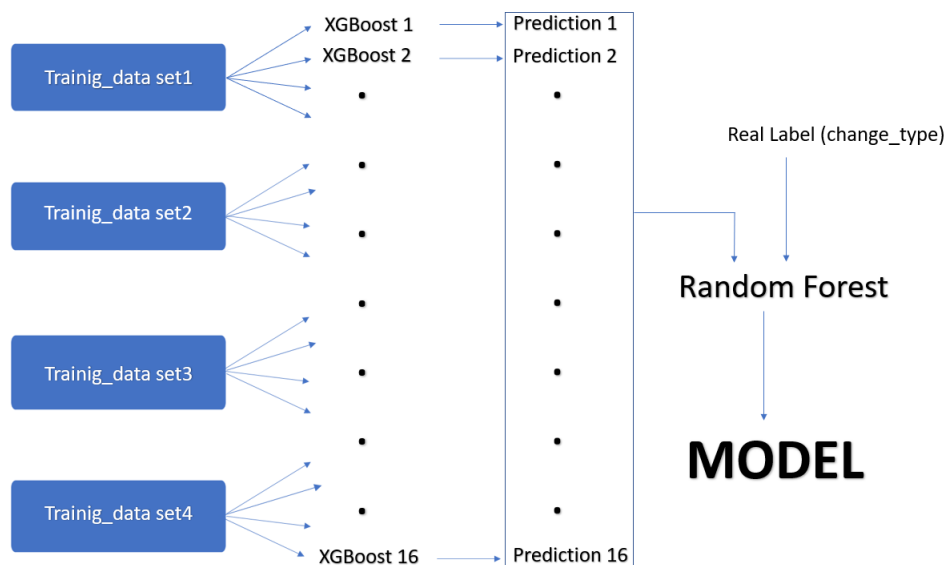 XGBoost 1
Prediction 1
Trainig_data set1
XGBoost 2
Prediction 2
Real Label (change_type)
Trainig_data set2
Random Forest
Trainig_data set3
MODEL
Trainig_data set4
XGBoost 16
Prediction 16